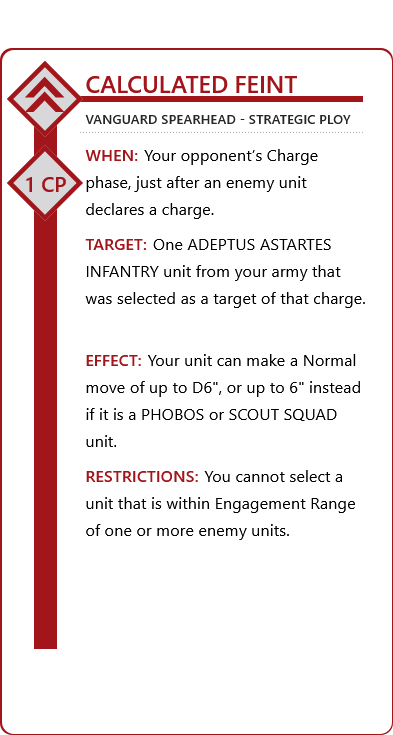 CALCULATED FEINT
VANGUARD SPEARHEAD - STRATEGIC PLOY
WHEN: Your opponent’s Charge
phase, just after an enemy unit
declares a charge.
1 CP
TARGET: One ADEPTUS ASTARTES
INFANTRY unit from your army that
was selected as a target of that charge.
EFFECT: Your unit can make a Normal
move of up to D6", or up to 6" instead
if it is a PHOBOS or SCOUT SQUAD
unit.
RESTRICTIONS: You cannot select a
unit that is within Engagement Range
of one or more enemy units.